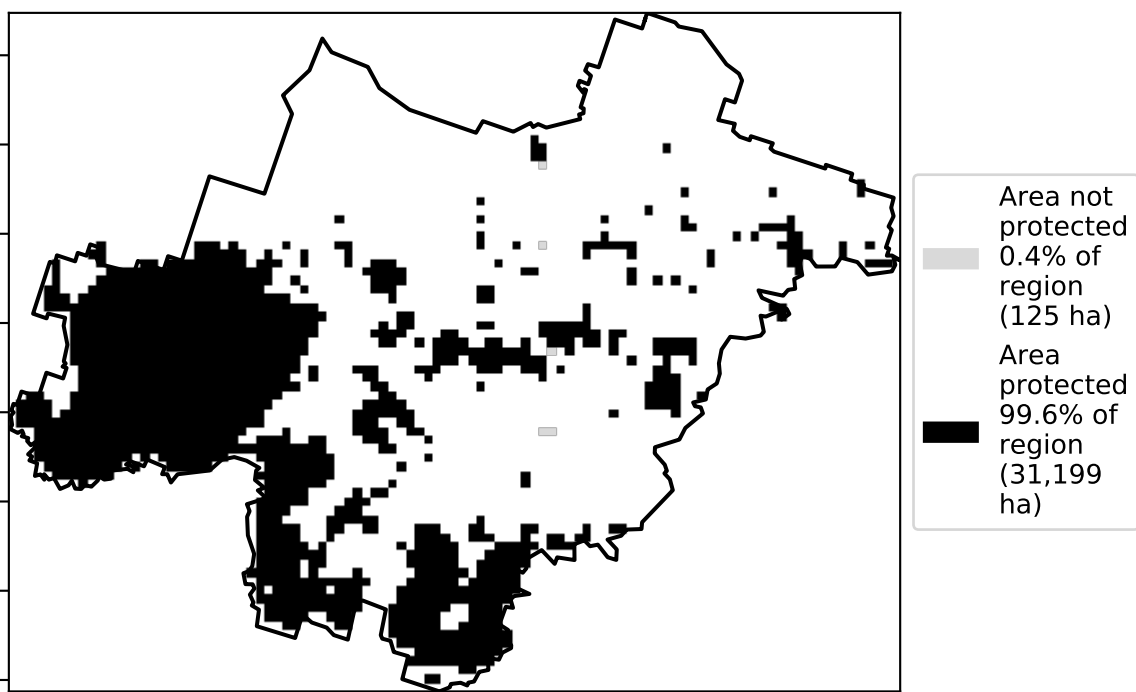 Area not
protected
0.4% of
region
(125 ha)
Area
protected
99.6% of
region
(31,199
ha)